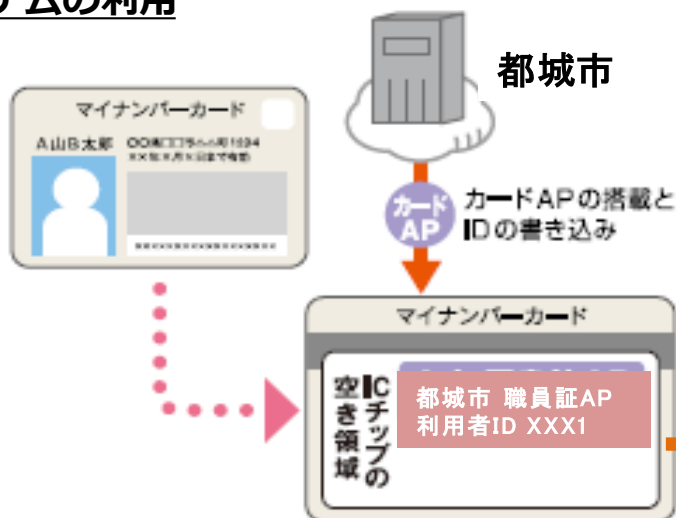 ムの利用
都城市
マイナンバーカード
A山B太郎
カード
AP
カードAPの搭載と
IDの書き込み
マイナンバーカード
ICチップの
空き領域
都城市 職員証AP
利用者ID XXX1